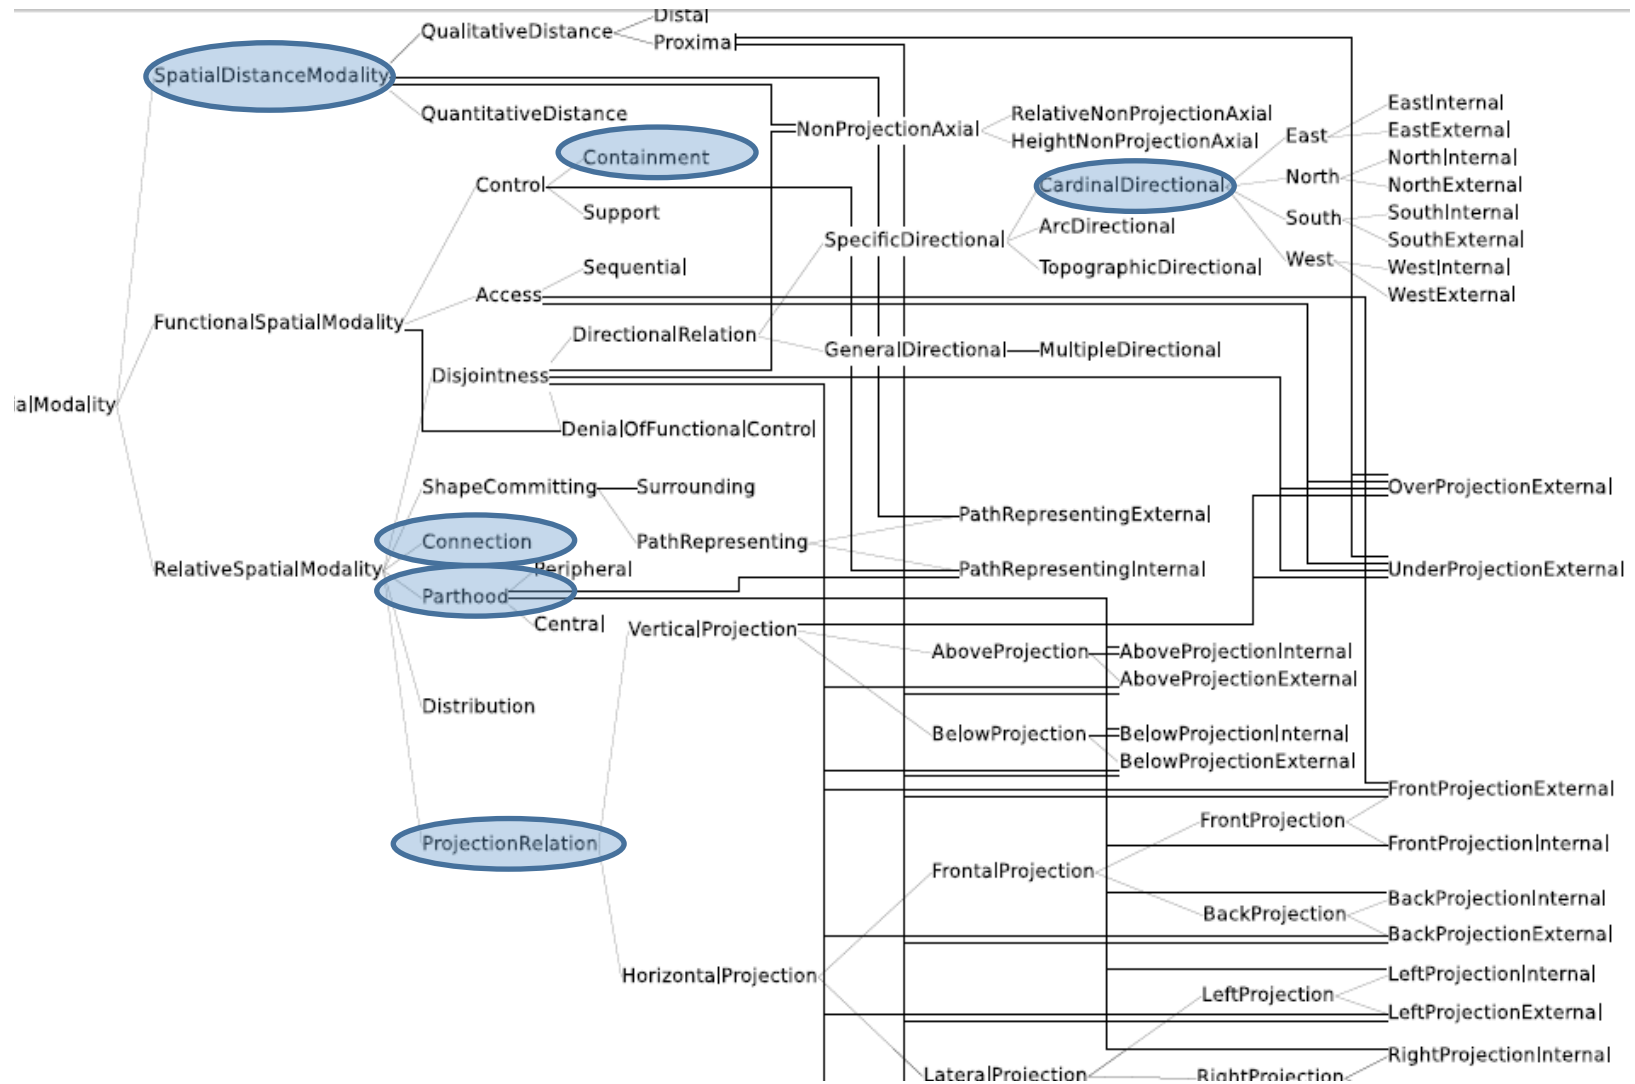 Distal
QualitativeDistance
Proximal
SpatialDistanceModality
QuantitativeDistance
NonProjectionAxial
RelativeNonProjectionAxial
HeightNonProjectionAxial
EastInternal
East
EastExternal
Containment
NorthInternal
Control
CardinalDirectional
North
NorthExternal
Support
South
SouthInternal
ArcDirectional
SpecificDirectional
SouthExternal
Sequential
TopographicDirectional
West
WestInternal
Access
WestExternal
FunctionalSpatialModality
DirectionalRelation
GeneralDirectional
MultipleDirectional
Disjointness
ialModality
DenialOfFunctionalControl
ShapeCommitting
Surrounding
OverProjectionExternal
PathRepresentingExternal
Connection
PathRepresenting
RelativeSpatialModality
Peripheral
PathRepresentingInternal
UnderProjectionExternal
Parthood
Central
VerticalProjection
AboveProjection
AboveProjectionInternal
AboveProjectionExternal
Distribution
BelowProjection
BelowProjectionInternal
BelowProjectionExternal
FrontProjectionExternal
FrontProjection
ProjectionRelation
FrontProjectionInternal
FrontalProjection
BackProjectionInternal
BackProjection
BackProjectionExternal
HorizontalProjection
LeftProjectionInternal
LeftProjection
LeftProjectionExternal
RightProjectionInternal
LateralProjection
RightProjection